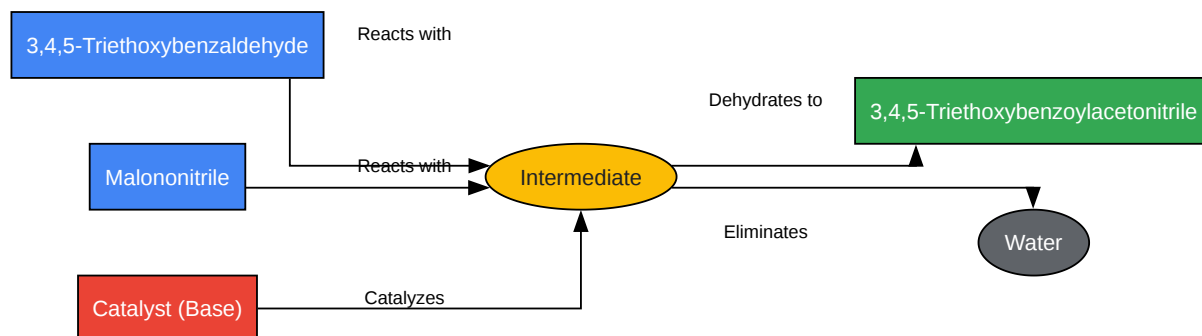 3,4,5-Triethoxybenzaldehyde
Reacts with
Dehydrates to
3,4,5-Triethoxybenzoylacetonitrile
Malononitrile
Reacts with
Intermediate
Eliminates
Water
Catalyst (Base)
Catalyzes